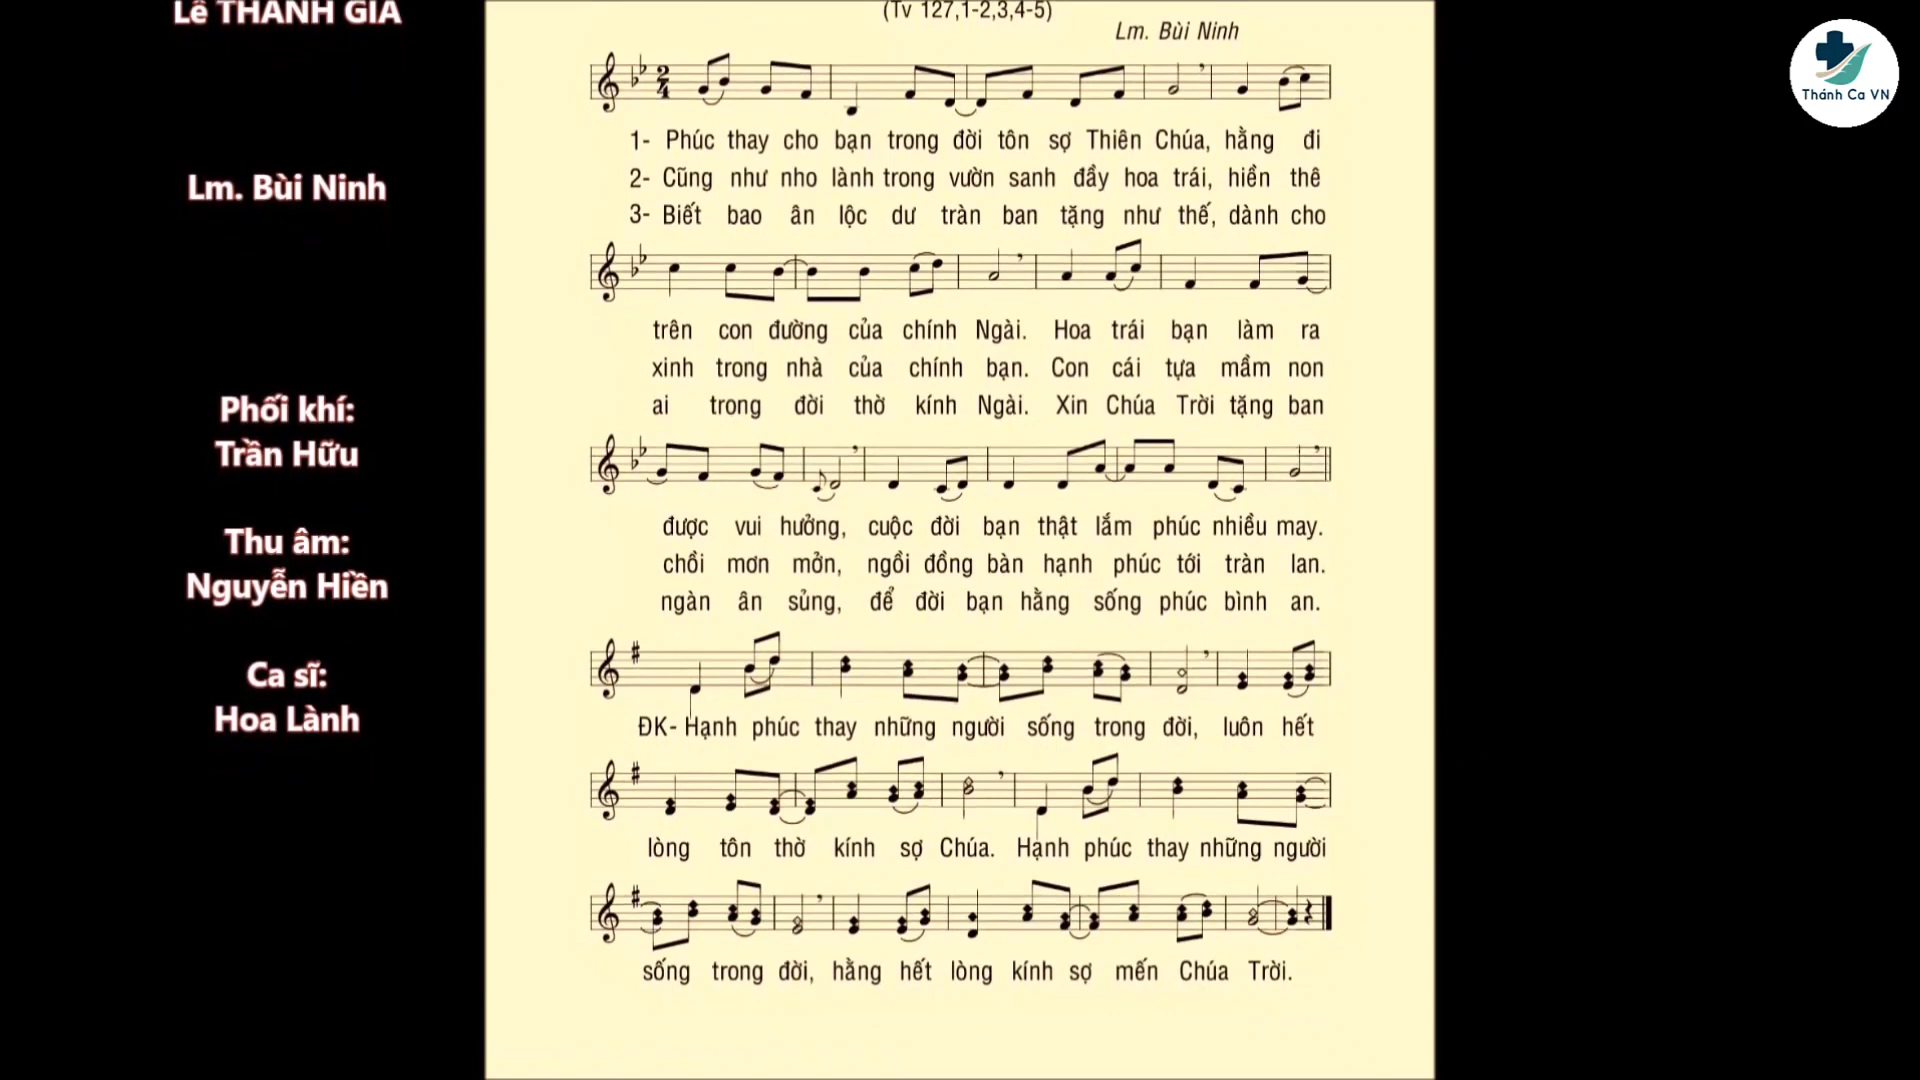 Lễ THÁNH GIA
Lm. Bùi Ninh
Phối khí:
Trần Hữu
Thu âm:
Nguyễn Hiền
Ca sĩ:
Hoa Lành
(Tv 127,1-2,3,4-5)
Lm. Bùi Ninh
1- Phúc thay cho bạn trong đời tôn sợ Thiên Chúa, hằng đi
2- Cũng như nho lành trong vườn sanh đầy hoa trái, hiền thê
3- Biết bao ân lộc dư tràn ban tặng như thế, dành cho
trên con đường của chính Ngài. Hoa trái bạn làm ra
xinh trong nhà của chính bạn. Con cái tựa mầm non
ai trong đời thờ kính Ngài. Xin Chúa Trời tặng ban
được vui hưởng, cuộc đời bạn thật lắm phúc nhiều may.
chồi mơn mởn, ngồi đồng bàn hạnh phúc tới tràn lan.
ngàn ân sủng, để đời bạn hằng sống phúc bình an.
ĐK- Hạnh phúc thay những người sống trong đời, luôn hết
lòng tôn thờ kính sợ Chúa. Hạnh phúc thay những người
sống trong đời, hằng hết lòng kính sợ mến Chúa Trời.
Thánh Ca VN